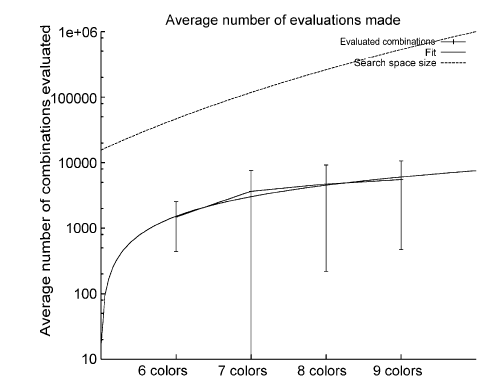 Average number of evaluations made
Average number of combinations evaluated
1e+06
100000
10000
1000
100
10
Evaluated combinations
Fit
Search space size
6 colors
7 colors
8 colors
9 colors